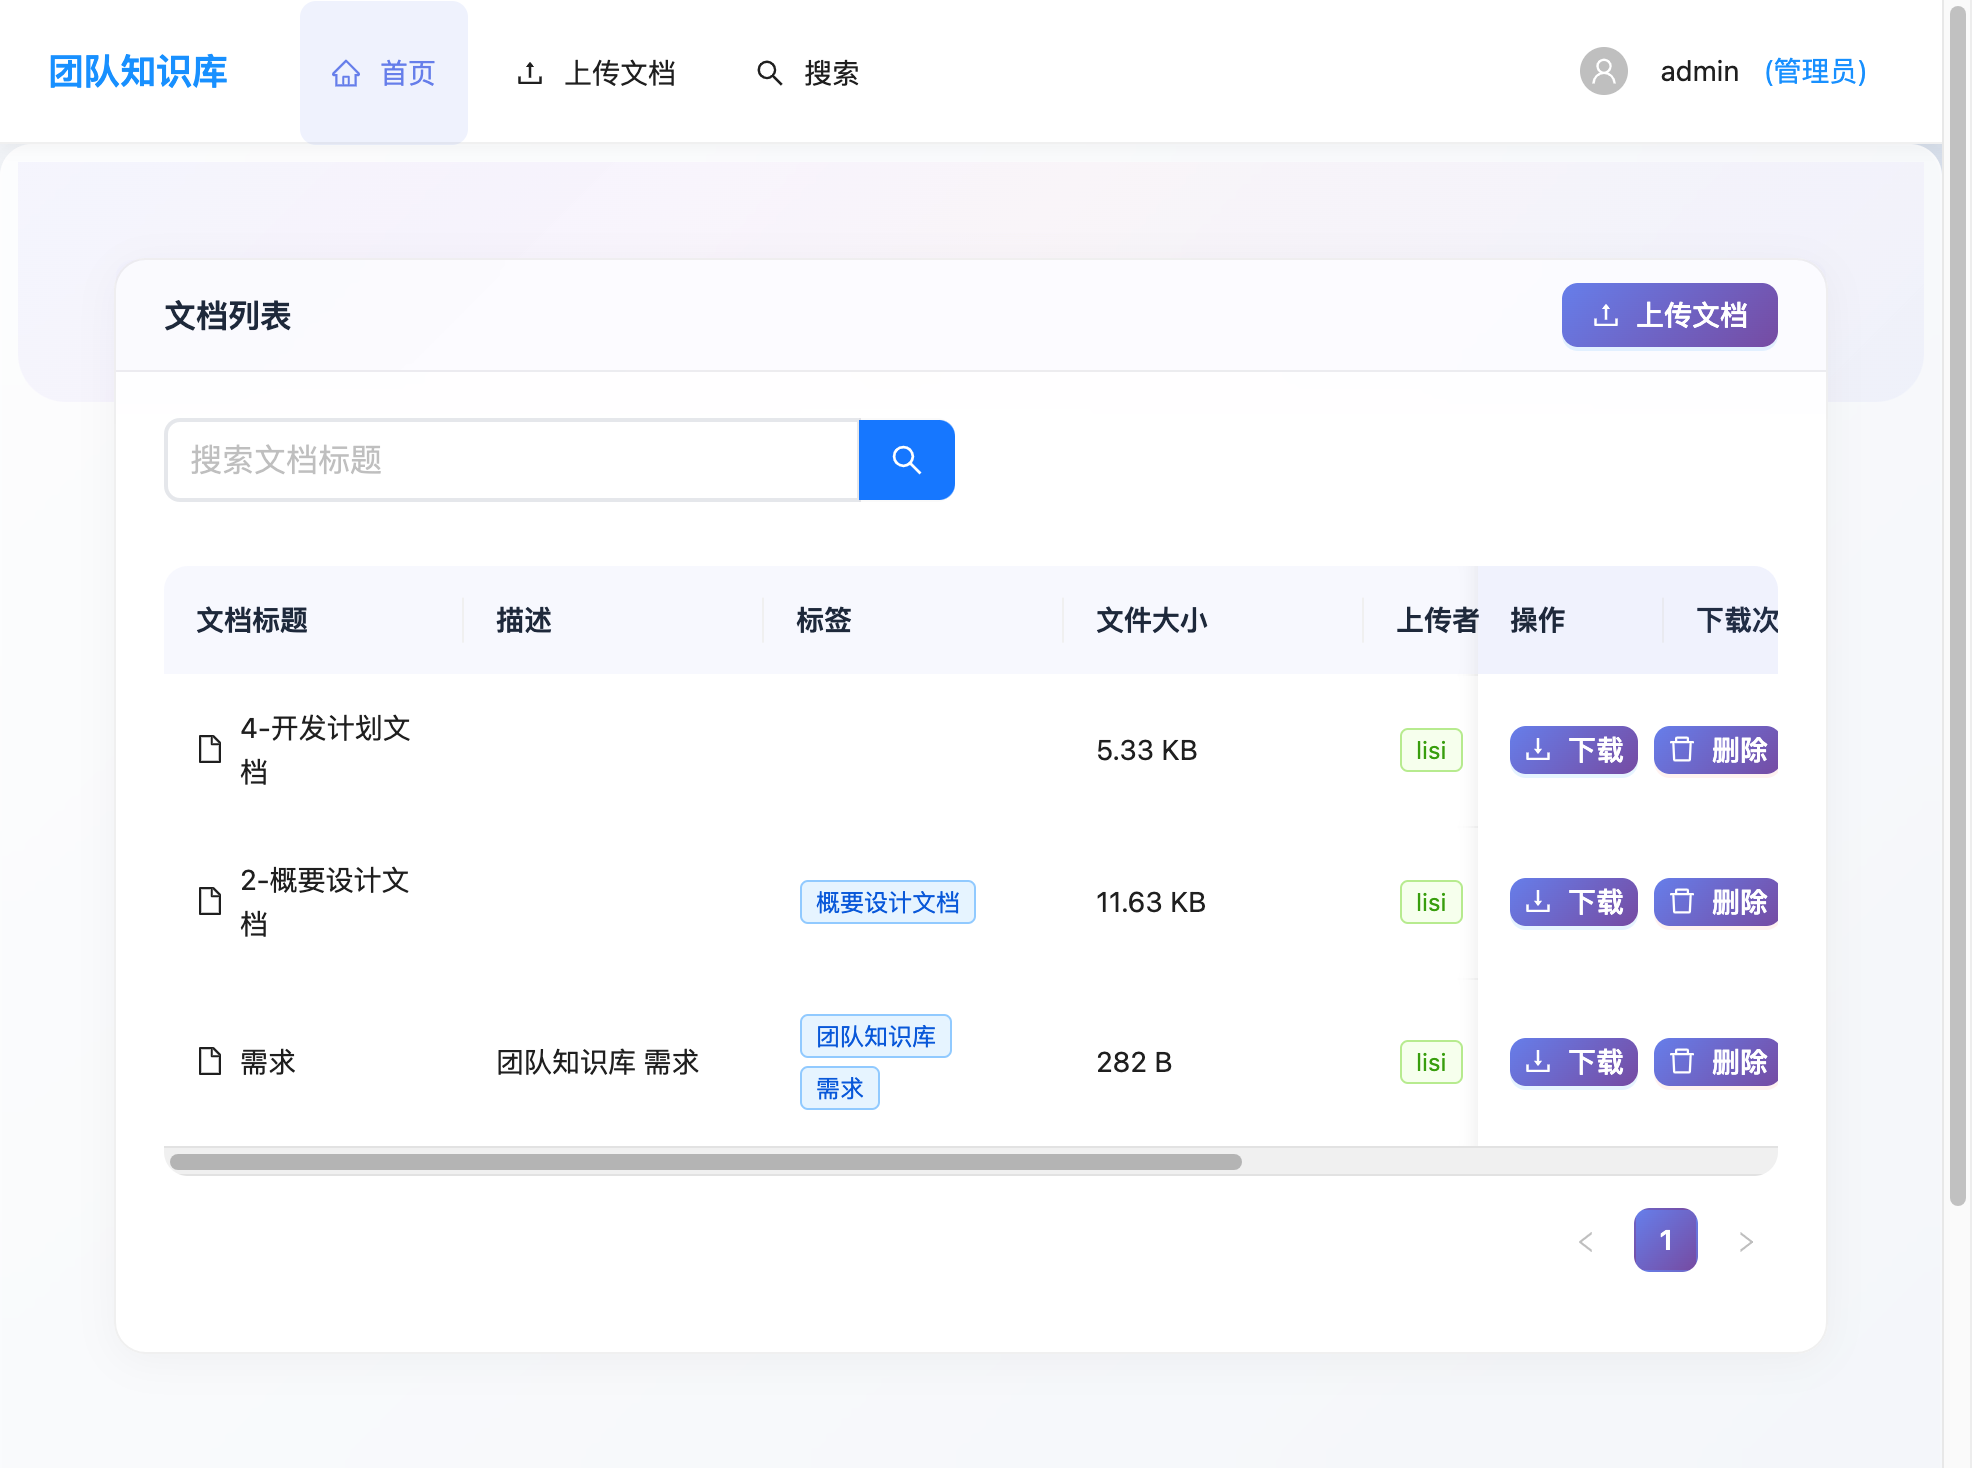 团队知识库 首页 上传文档 搜索 admin (管理员)
文档列表 上传文档
搜索文档标题
文档标题 描述 标签 文件大小 上传者 操作 下载次
4-开发计划文
档
5.33 KB lisi 下载 删除
2-概要设计文
档
概要设计文档 11.63 KB lisi 下载 删除
需求 团队知识库 需求 团队知识库
需求
282 B lisi 下载 删除
1